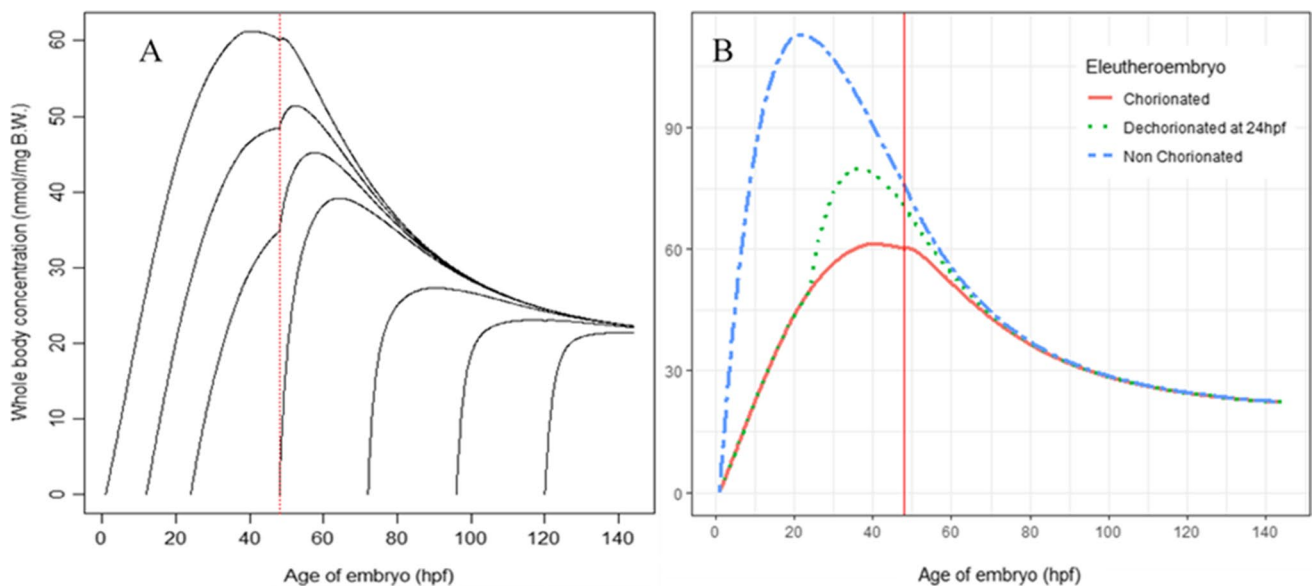 A
Whole body concentration (nmol/mg B.W.)
60
50
40
30
20
10
0
0 20 40 60 80 100 120 140
Age of embryo (hpf)
B
Eleutheroembryo
Chorionated
Dechorionated at 24hpf
Non Chorionated
90
60
30
0
0 20 40 60 80 100 120 140
Age of embryo (hpf)